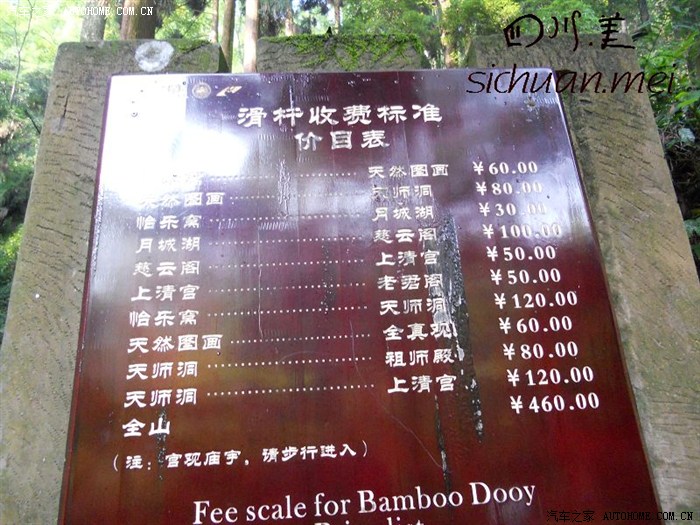 AUTOHOME.COM.CN
四川.美
sichuan.mei
滑杆收费标准
价目表
天然图画 ￥60.00
天然图画 天师洞 ￥80.00
怡乐窝 月城湖 ￥30.00
月城湖 慈云阁 ￥100.00
慈云阁 上清宫 ￥50.00
上清宫 老君阁 ￥50.00
怡乐窝 天师洞 ￥120.00
天然图画 全真观 ￥60.00
天师洞 祖师殿 ￥80.00
天师洞 上清宫 ￥120.00
全山 ￥460.00
（注：宫观庙宇，请步行进入）
Fee scale for Bamboo Dooy
汽车之家 AUTOHOME.COM.CN